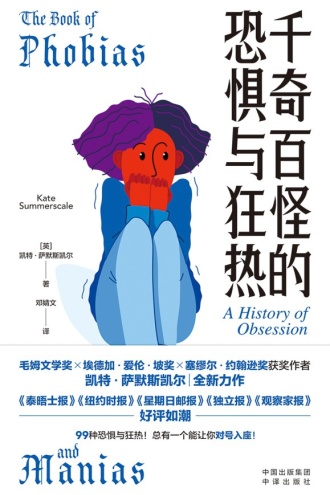 The Book of
Phobias
千奇百怪的
恐惧与狂热
A History of
Obsession
Kate
Summerscale
[英]
凯特·萨默斯凯尔
著
邓婧文
译
毛姆文学奖×埃德加·爱伦·坡奖×塞缪尔·约翰逊奖获奖作者
凯特·萨默斯凯尔|全新力作
《泰晤士报》《纽约时报》《星期日邮报》《独立报》《观察家报》
好评如潮
99种恐惧与狂热!总有一个能让你对号入座!
and
Manias
中国出版集团
中译出版社